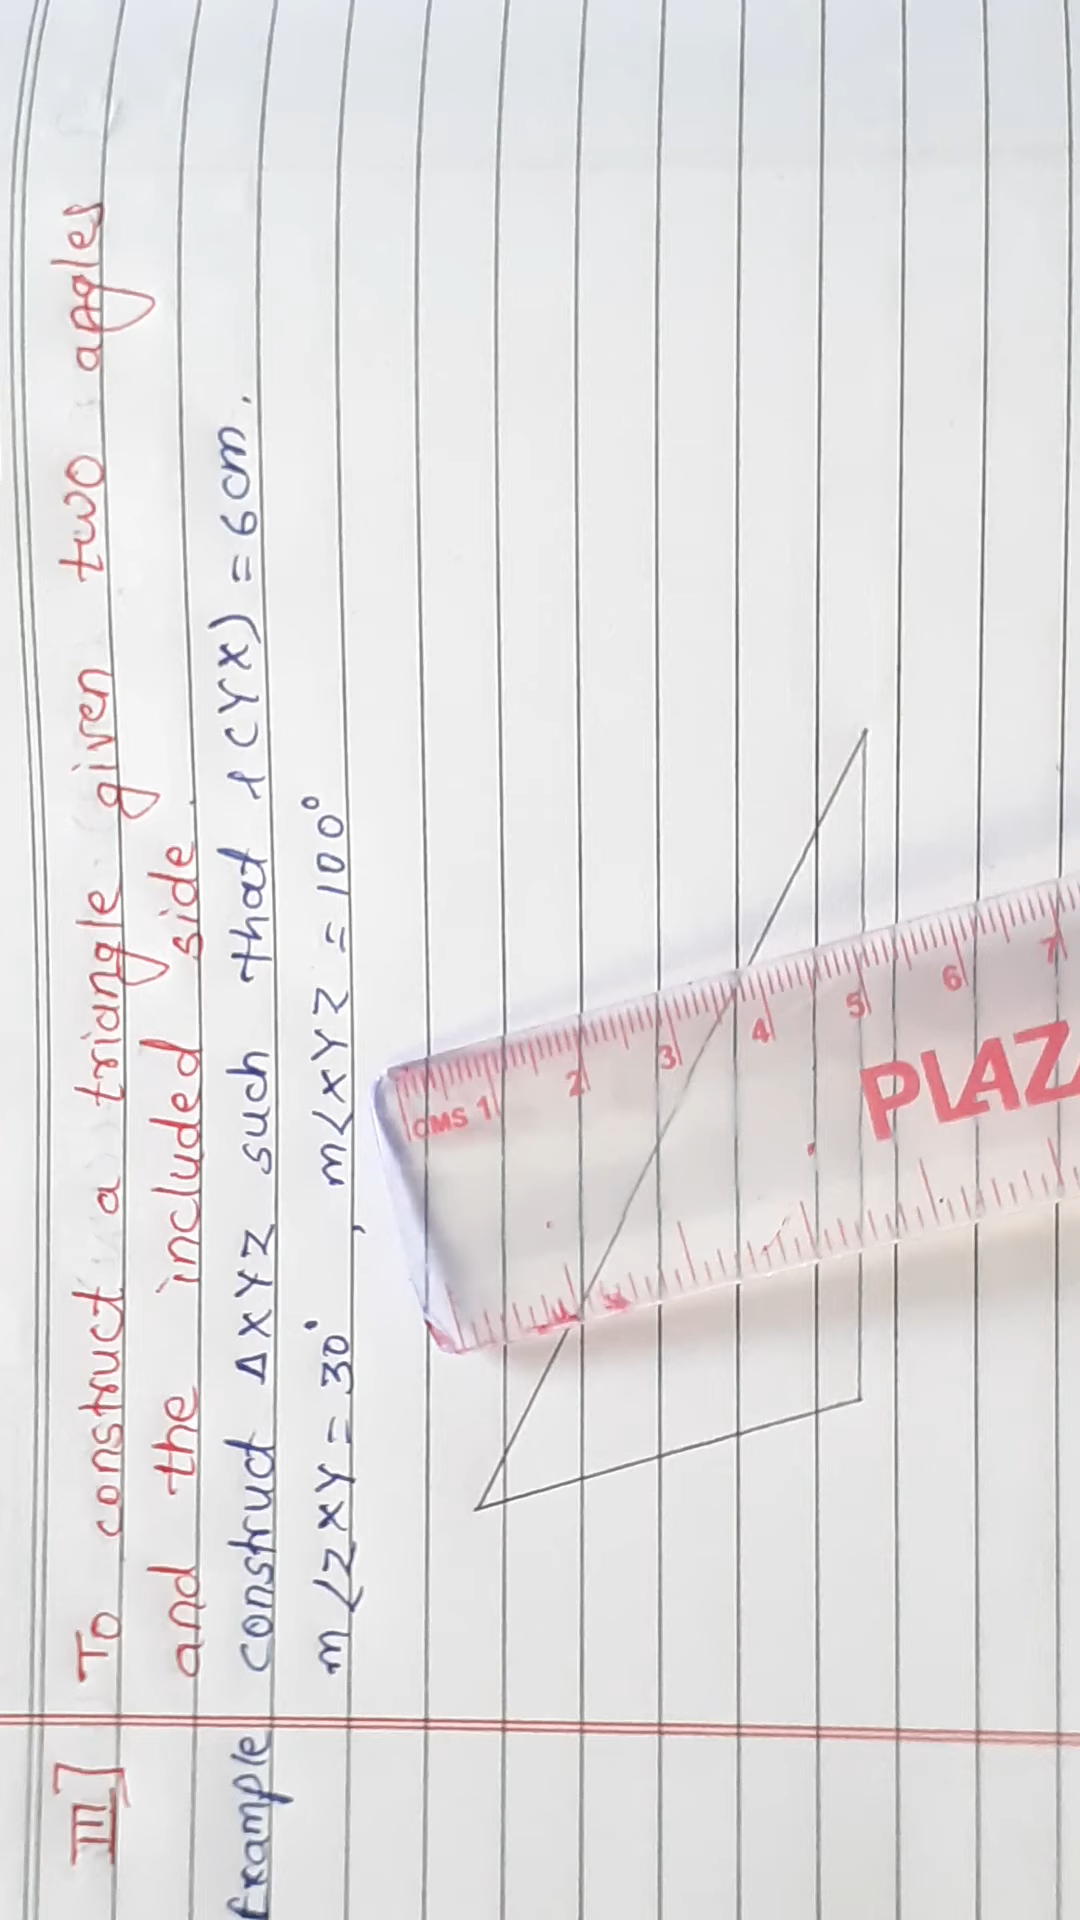 III] To construct a triangle given two angles
and the included side.
Example construct ΔXYZ such that l(YX) = 6cm,
m∠ZXY = 30°, m∠XYZ = 100°
CMS 1 2 3 4 5 6 7
PLAZ